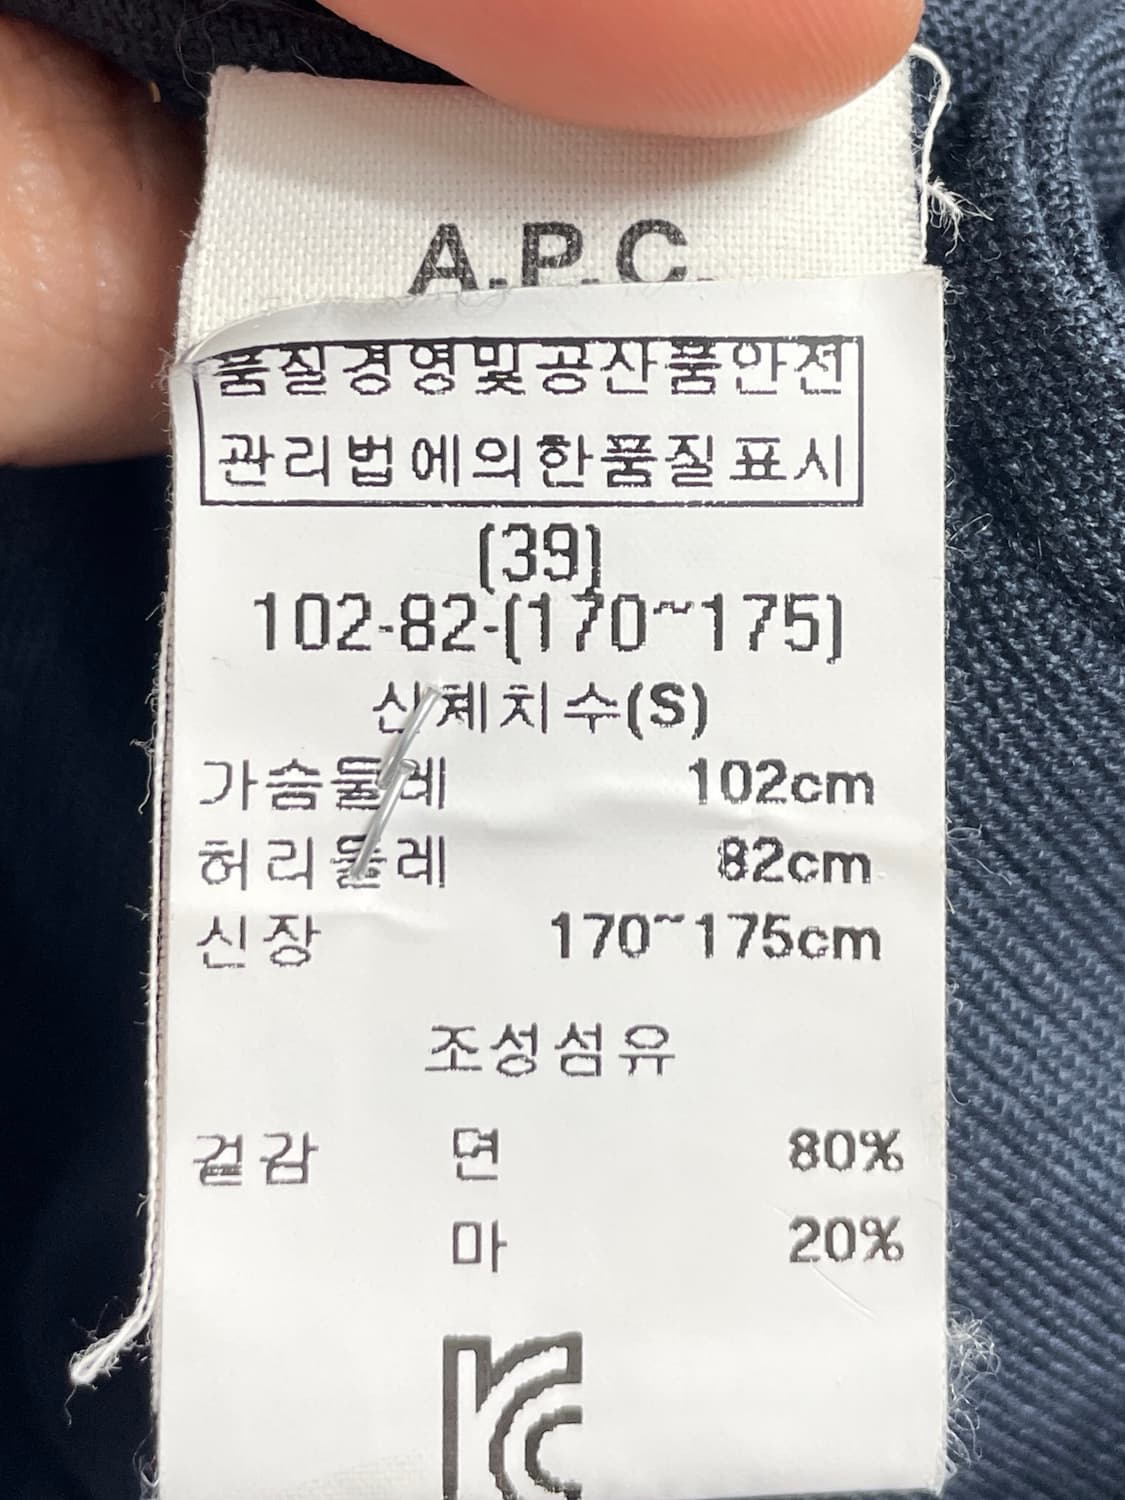 A.P.C.
품질경영및공산품안전
관리법에의한품질표시
(39)
102-82-(170~175)
신체치수(S)
가슴둘레 102cm
허리둘레 82cm
신장 170~175cm
조성섬유
겉감 면 80%
마 20%
KC